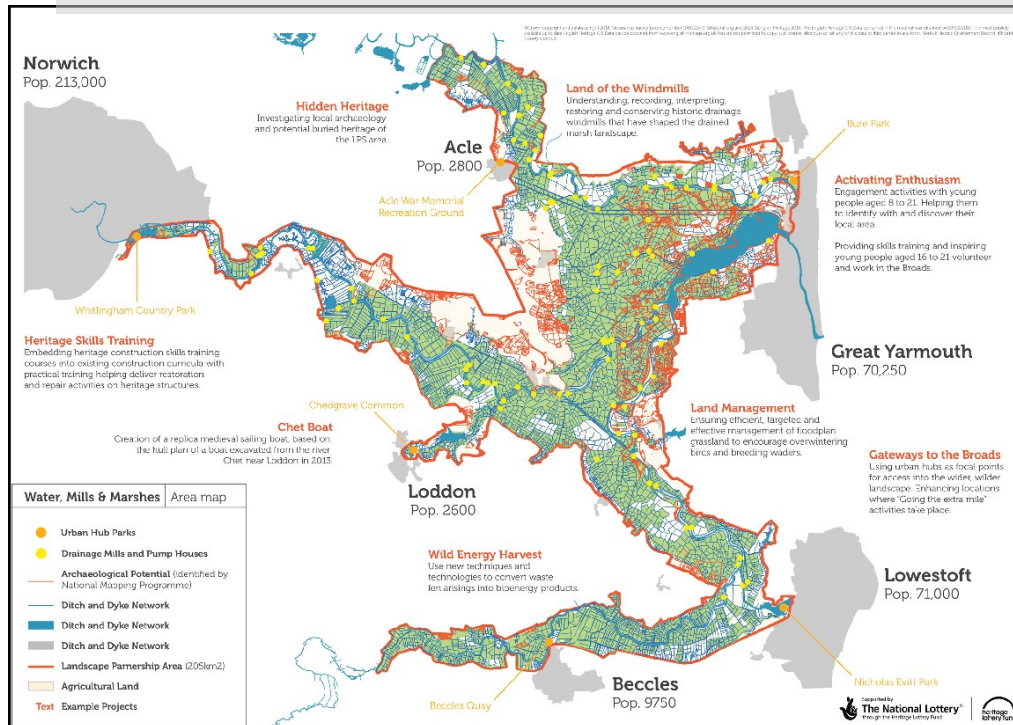 Norwich
Pop. 213,000
Hidden Heritage
Investigating local archaeology
and potential buried heritage of
the LPS area.
Acle
Pop. 2800
Acle War Memorial
Recreation Ground
Land of the Windmills
Understanding, recording, interpreting,
restoring and conserving historic drainage
windmills that have shaped the drained
marsh landscape.
Bure Park
Activating Enthusiasm
Engagement activities with young
people aged 8 to 21. Helping them
to identify with and discover their
local area.
Providing skills training and inspiring
young people aged 16 to 21 volunteer
and work in the Broads.
Whitlingham Country Park
Heritage Skills Training
Embedding heritage construction skills training
courses into existing construction curricula with
practical training helping deliver restoration
and repair activities on heritage structures.
Great Yarmouth
Pop. 70,250
Chedgrave Common
Chet Boat
Creation of a replica medieval sailing boat, based on
the hull plan of a boat excavated from the river
Chet near Loddon in 2013.
Loddon
Pop. 2600
Land Management
Ensuring efficient, targeted and
effective management of floodplain
grassland to encourage overwintering
birds and breeding waders.
Gateways to the Broads
Using urban hubs as focal points
for access into the wider, wilder
landscape. Enhancing locations
where "Going the extra mile"
activities take place.
Wild Energy Harvest
Use new techniques and
technologies to convert waste
fen arisings into bioenergy products.
Lowestoft
Pop. 71,000
Beccles
Pop. 9750
Beccles Quay
Nicholas Evitt Park
Water, Mills & Marshes Area map
Urban Hub Parks
Drainage Mills and Pump Houses
Archaeological Potential (Identified by
National Mapping Programme)
Ditch and Dyke Network
Ditch and Dyke Network
Ditch and Dyke Network
Landscape Parnership Area (205km2)
Agricultural Land
Text Example Projects
Supported by
The National Lottery®
through the Heritage Lottery Fund
heritage
lottery fund